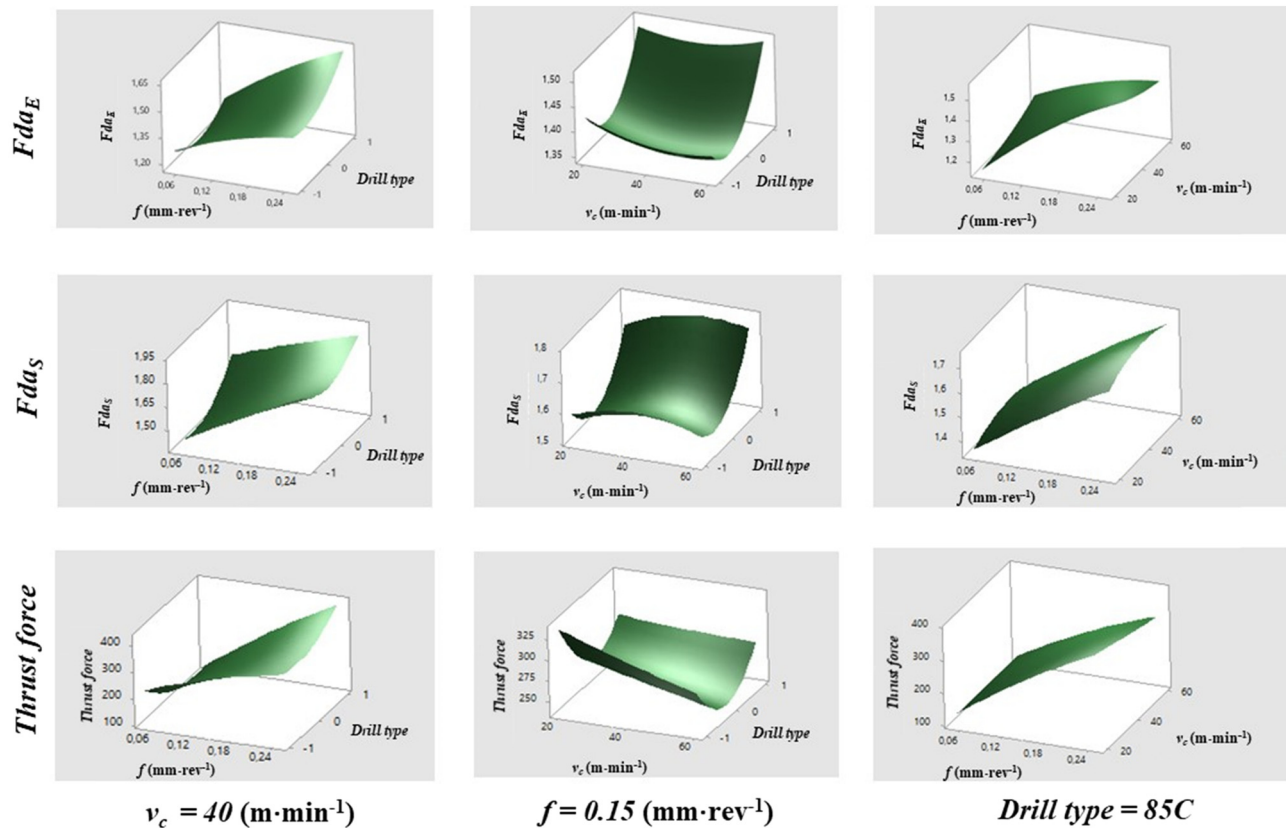 Fda_E
1,65
1,50
1,35
1,20
Fda_E
0,06
0,12
0,18
0,24
f (mm·rev⁻¹)
-1
0
1
Drill type
1,50
1,45
1,40
1,35
Fda_E
20
40
60
v_c (m·min⁻¹)
-1
0
1
Drill type
1,5
1,4
1,3
1,2
Fda_E
0,06
0,12
0,18
0,24
f (mm·rev⁻¹)
20
40
60
v_c (m·min⁻¹)
Fda_S
1,95
1,80
1,65
1,50
Fda_S
0,06
0,12
0,18
0,24
f (mm·rev⁻¹)
-1
0
1
Drill type
1,8
1,7
1,6
1,5
Fda_S
20
40
60
v_c (m·min⁻¹)
-1
0
1
Drill type
1,7
1,6
1,5
1,4
Fda_S
0,06
0,12
0,18
0,24
f (mm·rev⁻¹)
20
40
60
v_c (m·min⁻¹)
Thrust force
400
300
200
100
Thrust force
0,06
0,12
0,18
0,24
f (mm·rev⁻¹)
-1
0
1
Drill type
325
300
275
250
Thrust force
20
40
60
v_c (m·min⁻¹)
-1
0
1
Drill type
400
300
200
100
Thrust force
0,06
0,12
0,18
0,24
f (mm·rev⁻¹)
20
40
60
v_c (m·min⁻¹)
v_c = 40 (m·min⁻¹)
f = 0.15 (mm·rev⁻¹)
Drill type = 85C